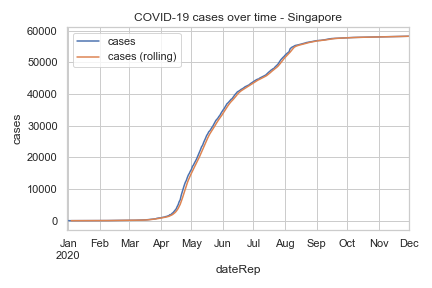 COVID-19 cases over time - Singapore
cases
cases (rolling)
60000
50000
40000
30000
20000
10000
0
cases
Jan Feb Mar Apr May Jun Jul Aug Sep Oct Nov Dec
2020
dateRep